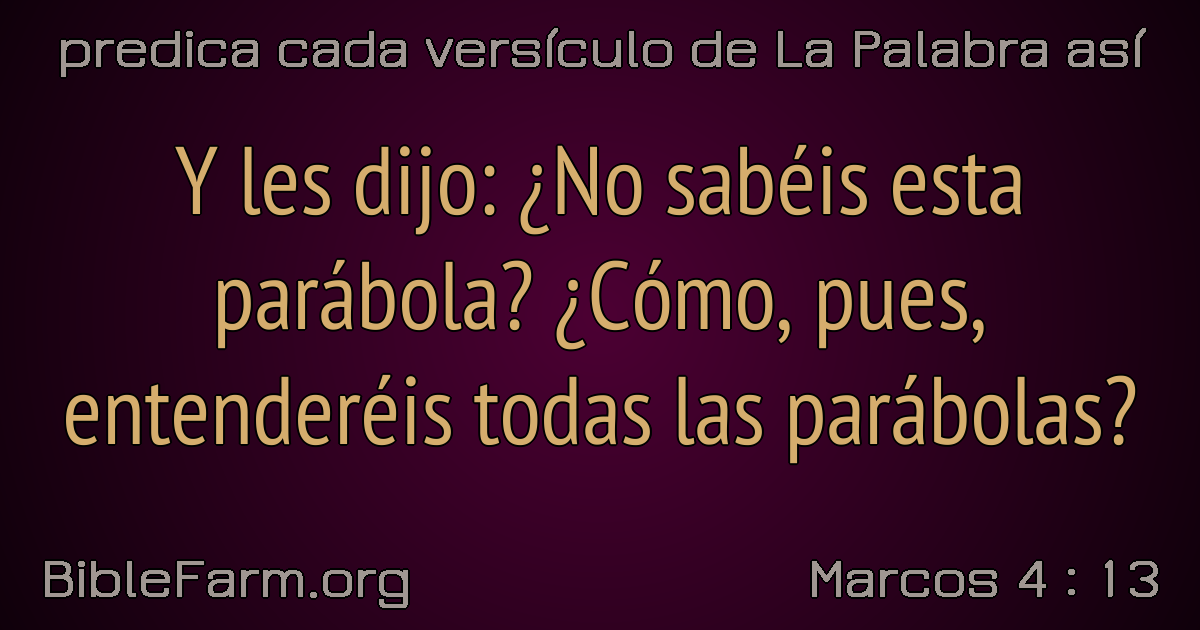 predica cada versículo de La Palabra así
Y les dijo: ¿No sabéis esta
parábola? ¿Cómo, pues,
entenderéis todas las parábolas?
BibleFarm.org
Marcos 4 : 13